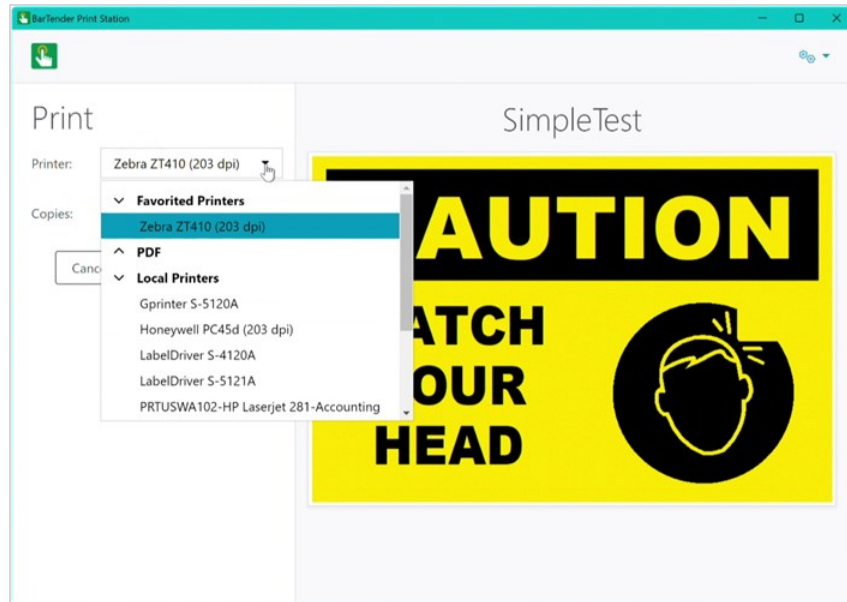 BarTender Print Station
Print
Printer:
Zebra ZT410 (203 dpi)
Copies:
Favorited Printers
Zebra ZT410 (203 dpi)
PDF
Local Printers
Gprinter S-5120A
Honeywell PC45d (203 dpi)
LabelDriver S-4120A
LabelDriver S-5121A
PRTUSWA102-HP Laserjet 281-Accounting
Canc
SimpleTest
AUTION
ATCH
OUR
HEAD